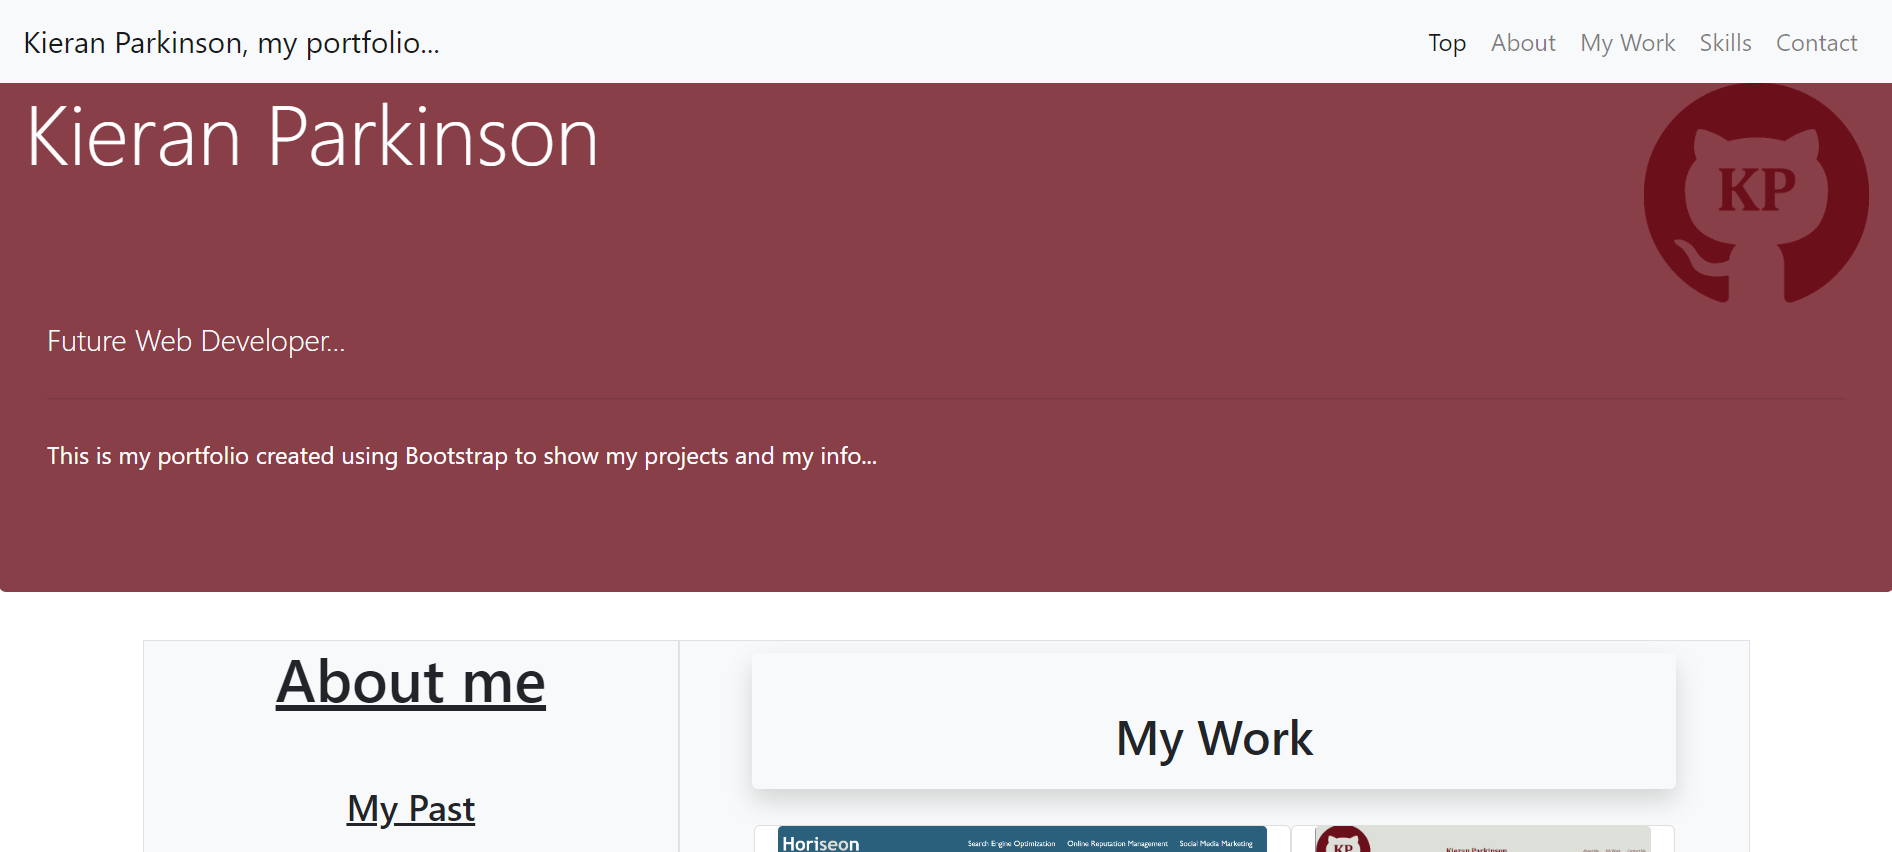 Kieran Parkinson, my portfolio...
Top About My Work Skills Contact
Kieran Parkinson
KP
Future Web Developer...
This is my portfolio created using Bootstrap to show my projects and my info...
About me
My Past
My Work
Horiseon
Search Engine Optimization Online Reputation Management Social Media Marketing
KP
Kieran Parkinson